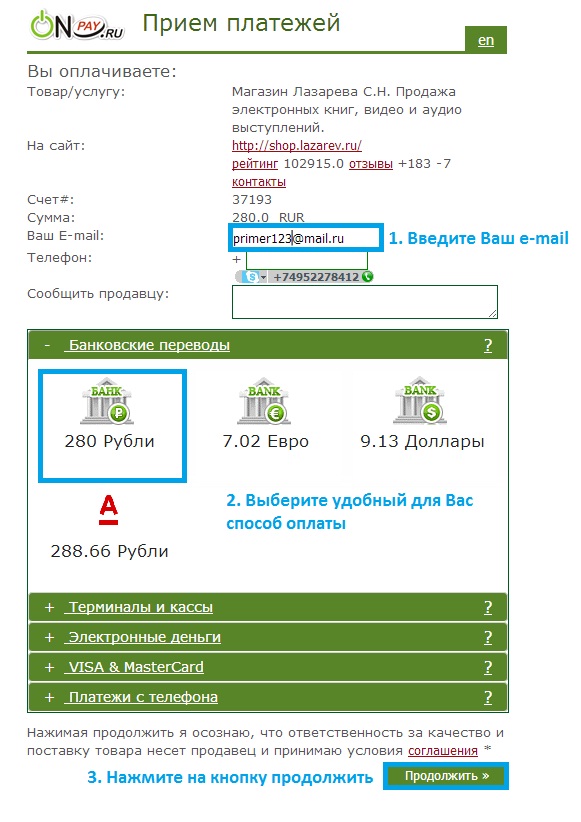 ON PAY.RU
Прием платежей
en
Вы оплачиваете:
Товар/услугу: Магазин Лазарева С.Н. Продажа
электронных книг, видео и аудио
выступлений.
На сайт: http://shop.lazarev.ru/
рейтинг 102915.0 отзывы +183 -7
контакты
Счет#: 37193
Сумма: 280.0 RUR
Ваш E-mail: primer123@mail.ru 1. Введите Ваш e-mail
Телефон: +
+74952278412
Сообщить продавцу:
- Банковские переводы ?
БАНК BANK BANK
₽ € $
280 Рубли 7.02 Евро 9.13 Доллары
А 2. Выберите удобный для Вас
способ оплаты
288.66 Рубли
+ Терминалы и кассы ?
+ Электронные деньги ?
+ VISA & MasterCard ?
+ Платежи с телефона ?
Нажимая продолжить я осознаю, что ответственность за качество и
поставку товара несет продавец и принимаю условия соглашения *
3. Нажмите на кнопку продолжить Продолжить »